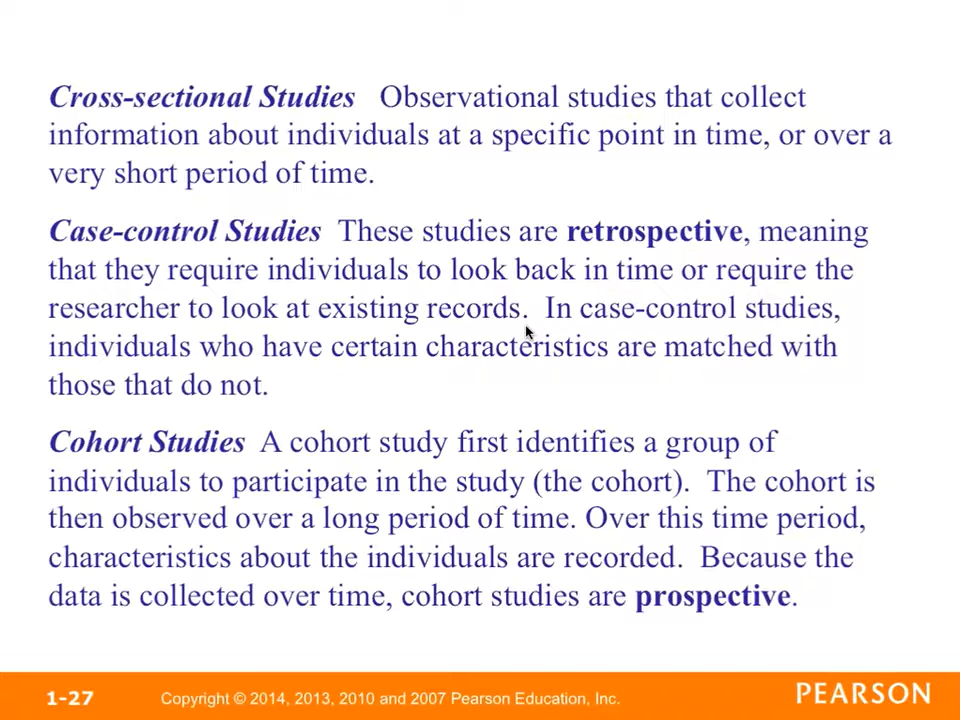 Cross-sectional Studies Observational studies that collect
information about individuals at a specific point in time, or over a
very short period of time.
Case-control Studies These studies are retrospective, meaning
that they require individuals to look back in time or require the
researcher to look at existing records. In case-control studies,
individuals who have certain characteristics are matched with
those that do not.
Cohort Studies A cohort study first identifies a group of
individuals to participate in the study (the cohort). The cohort is
then observed over a long period of time. Over this time period,
characteristics about the individuals are recorded. Because the
data is collected over time, cohort studies are prospective.
1-27 Copyright © 2014, 2013, 2010 and 2007 Pearson Education, Inc. PEARSON